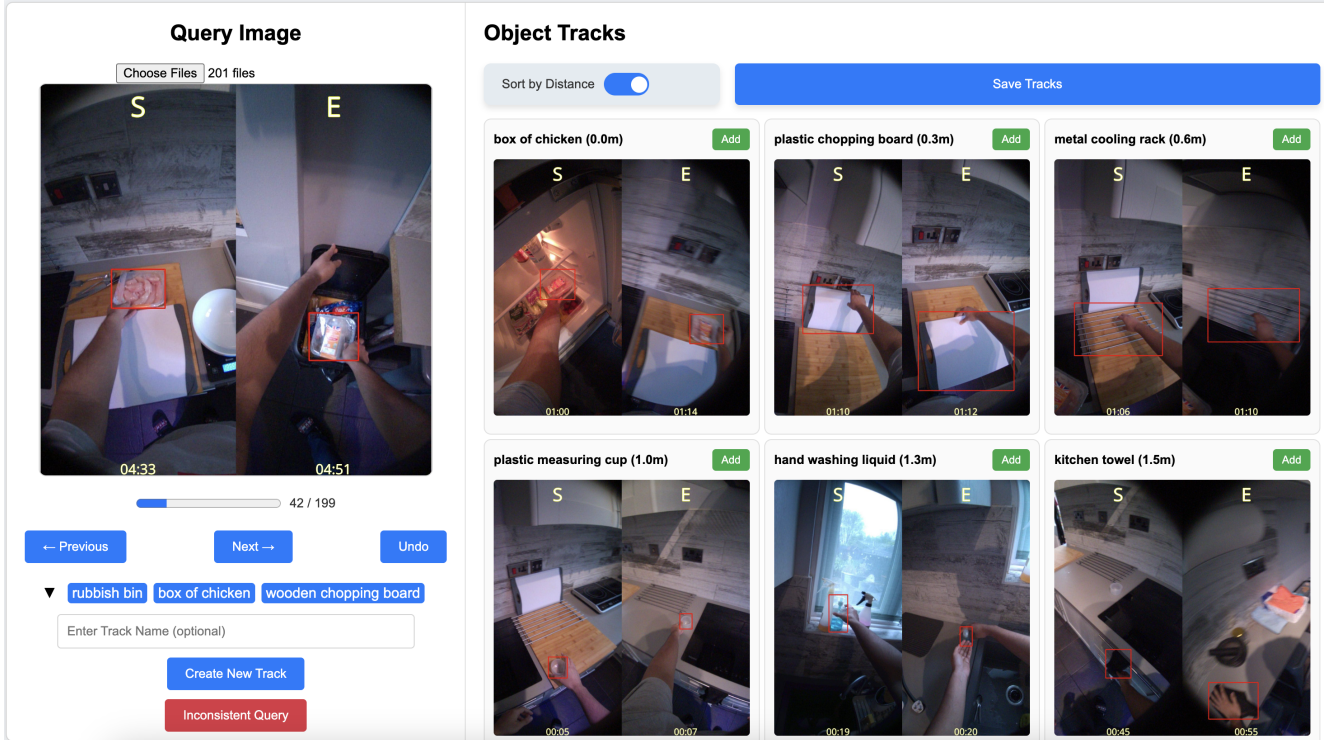 Query Image
Choose Files 201 files
S E
04:33 04:51
42 / 199
← Previous Next → Undo
▼ rubbish bin box of chicken wooden chopping board
Enter Track Name (optional)
Create New Track
Inconsistent Query
Object Tracks
Sort by Distance Save Tracks
box of chicken (0.0m) Add
S E
01:00 01:14
plastic chopping board (0.3m) Add
S E
01:10 01:12
metal cooling rack (0.6m) Add
S E
01:06 01:10
plastic measuring cup (1.0m) Add
S E
00:05 00:07
hand washing liquid (1.3m) Add
S E
00:19 00:20
kitchen towel (1.5m) Add
S E
00:45 00:55